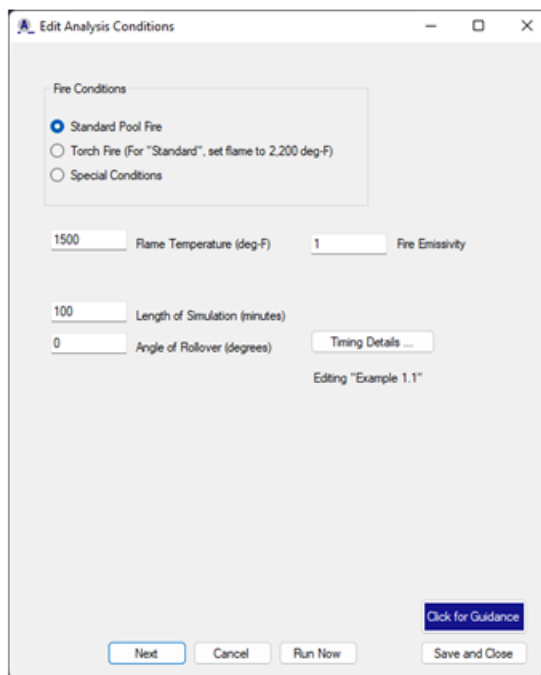 Edit Analysis Conditions
Fire Conditions
Standard Pool Fire
Torch Fire (For "Standard", set flame to 2,200 deg-F)
Special Conditions
1500 Flame Temperature (deg-F) 1 Fire Emissivity
100 Length of Simulation (minutes)
0 Angle of Rollover (degrees) Timing Details ...
Editing "Example 1.1"
Click for Guidance
Next Cancel Run Now Save and Close